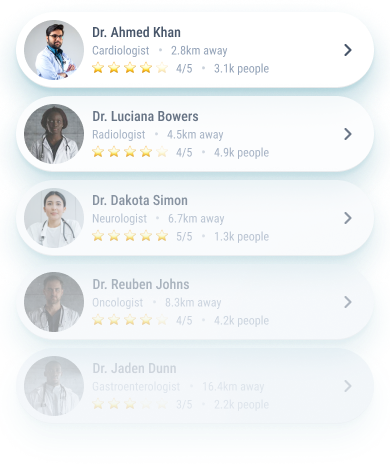 Dr. Ahmed Khan
Cardiologist • 2.8km away
4/5 • 3.1k people
Dr. Luciana Bowers
Radiologist • 4.5km away
4/5 • 4.9k people
Dr. Dakota Simon
Neurologist • 6.7km away
5/5 • 1.3k people
Dr. Reuben Johns
Oncologist • 8.3km away
4/5 • 4.2k people
Dr. Jaden Dunn
Gastroenterologist • 16.4km away
3/5 • 2.2k people